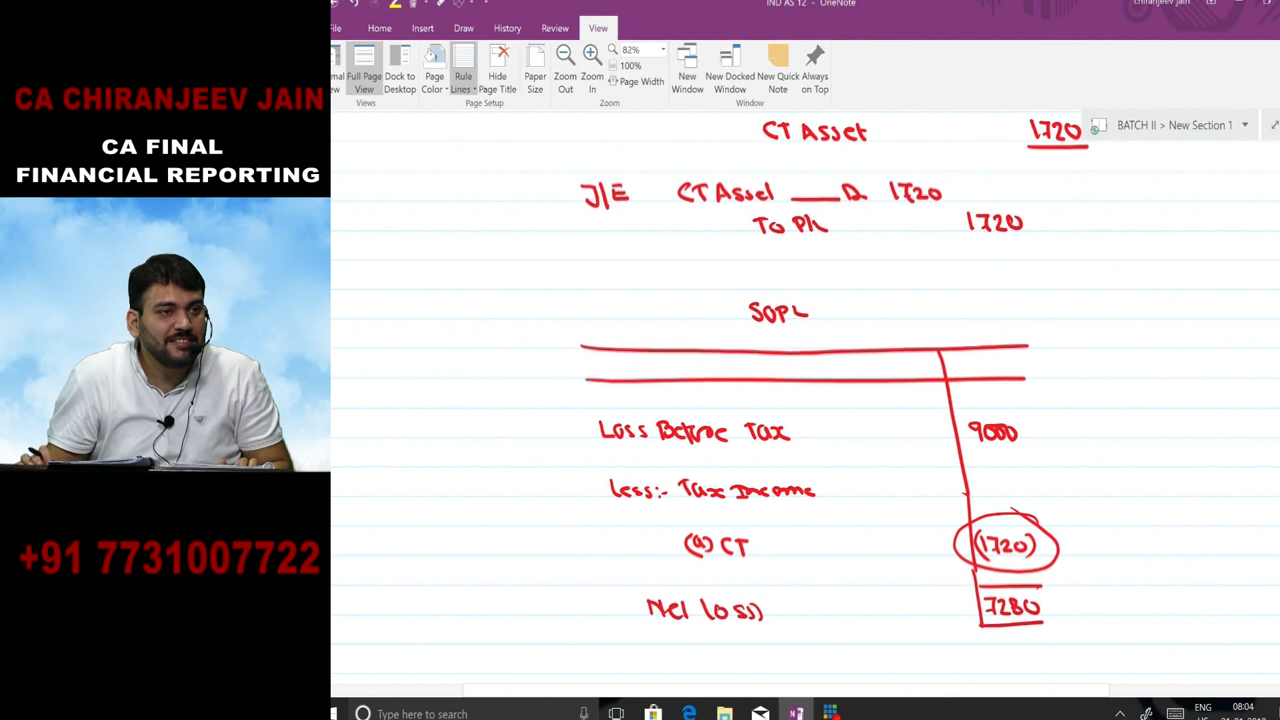 IND AS 12 - OneNote
chiranjeev jain
File Home Insert Draw History Review View
Full Page View
Dock to Desktop
Page Color
Rule Lines
Hide Page Title
Paper Size
Zoom Out
Zoom In
82%
100%
Page Width
New Window
New Docked Window
New Quick Note
Always on Top
Views
Page Setup
Zoom
Window
BATCH II > New Section 1
CA CHIRANJEEV JAIN
CA FINAL
FINANCIAL REPORTING
+91 7731007722
CT Asset 1720
J/E CT Asset Dr 1720
To P/L 1720
SOPL
Loss Before Tax 9000
Less:- Tax Income
(a) CT (1720)
Net loss 7280
Type here to search
ENG
08:04